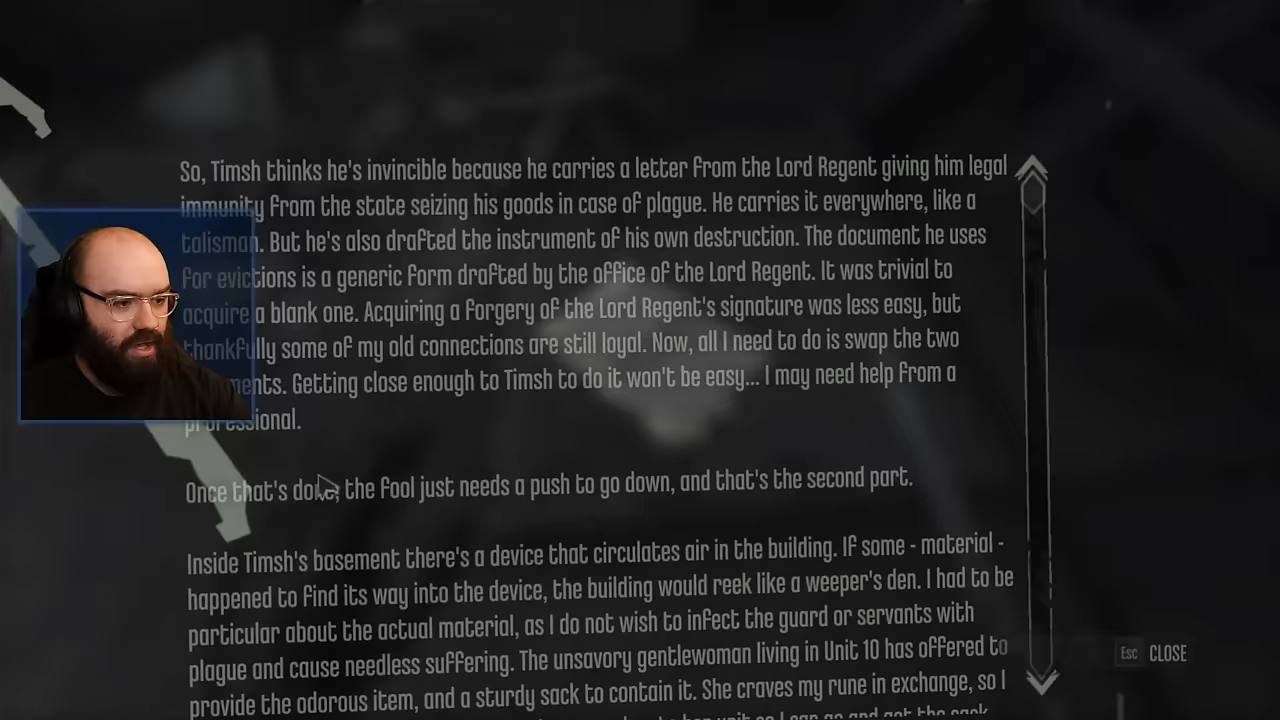 So, Timsh thinks he's invincible because he carries a letter from the Lord Regent giving him legal
immunity from the state seizing his goods in case of plague. He carries it everywhere, like a
talisman. But he's also drafted the instrument of his own destruction. The document he uses
for evictions is a generic form drafted by the office of the Lord Regent. It was trivial to
acquire a blank one. Acquiring a forgery of the Lord Regent's signature was less easy, but
thankfully some of my old connections are still loyal. Now, all I need to do is swap the two
Getting close enough to Timsh to do it won't be easy... I may need help from a
professional.
Once that's done, the fool just needs a push to go down, and that's the second part.
Inside Timsh's basement there's a device that circulates air in the building. If some - material -
happened to find its way into the device, the building would reek like a weeper's den. I had to be
particular about the actual material, as I do not wish to infect the guard or servants with
plague and cause needless suffering. The unsavory gentlewoman living in Unit 10 has offered to
provide the odorous item, and a sturdy sack to contain it. She craves my rune in exchange, so I
Esc CLOSE